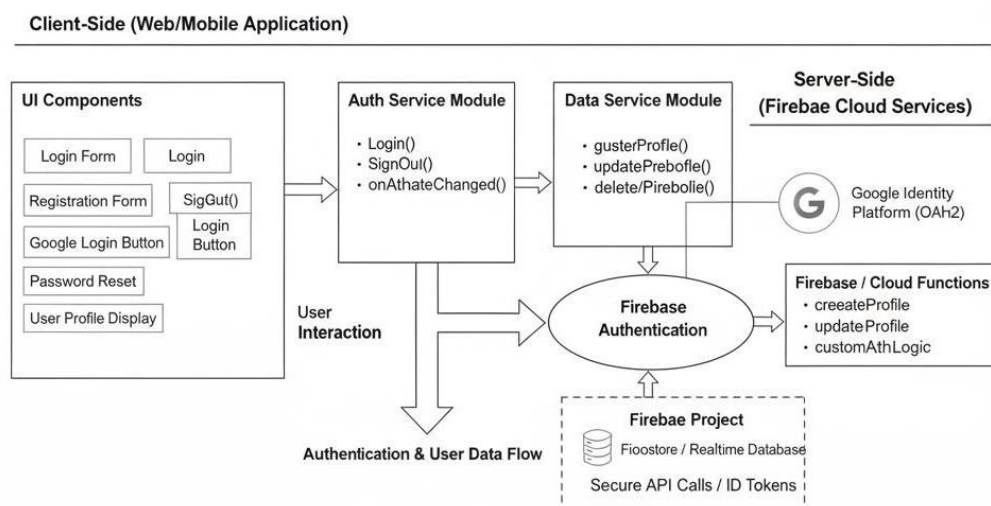 Client-Side (Web/Mobile Application)
UI Components
Login Form
Login
Registration Form
SigGut()
Google Login Button
Login
Button
Password Reset
User Profile Display
Auth Service Module
• Login()
• SignOul()
• onAthateChanged()
Data Service Module
• gusterProfle()
• updatePrebofle()
• delete/Pirebolie()
Server-Side
(Firebae Cloud Services)
G
Google Identity
Platform (OAH2)
User
Interaction
Firebase
Authentication
Firebase / Cloud Functions
• creeateProfile
• updateProfile
• customAthLogic
Authentication & User Data Flow
Firebae Project
Fioostore / Realtime Database
Secure API Calls / ID Tokens